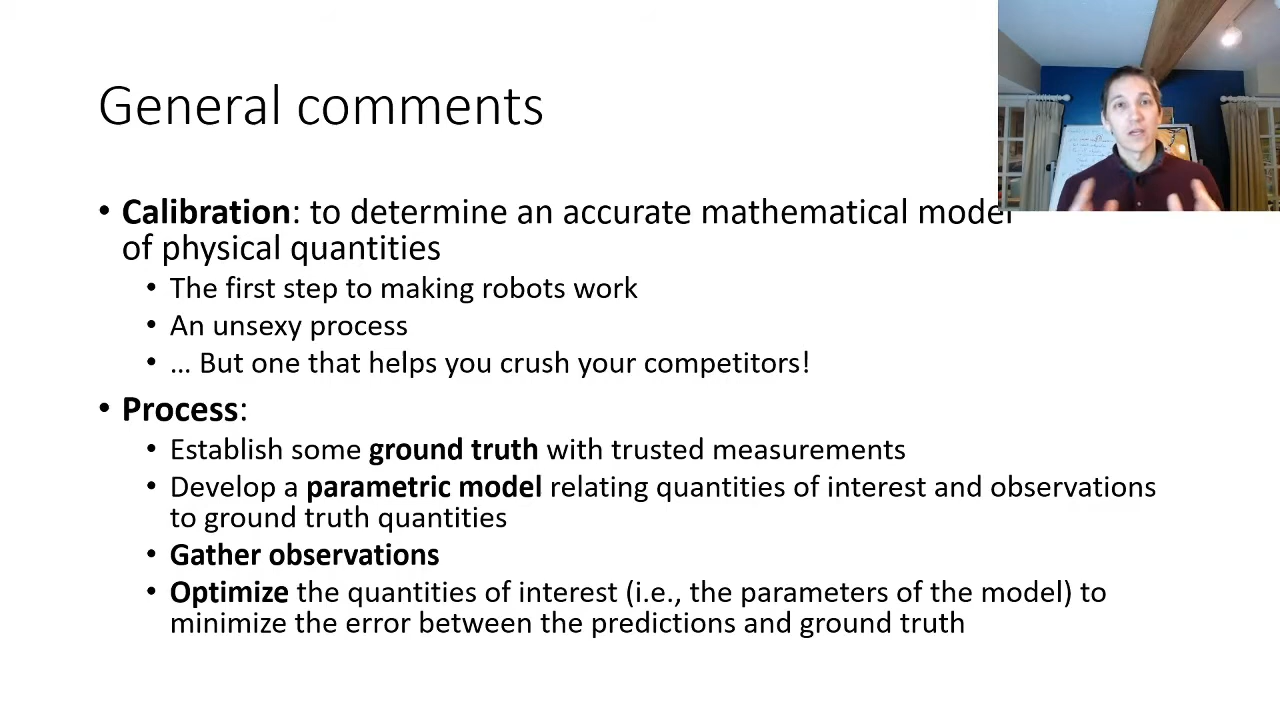 General comments
• Calibration: to determine an accurate mathematical model
of physical quantities
• The first step to making robots work
• An unsexy process
• … But one that helps you crush your competitors!
• Process:
• Establish some ground truth with trusted measurements
• Develop a parametric model relating quantities of interest and observations
to ground truth quantities
• Gather observations
• Optimize the quantities of interest (i.e., the parameters of the model) to
minimize the error between the predictions and ground truth